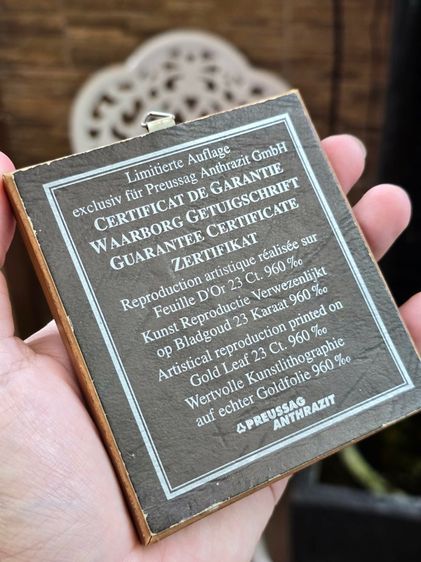 Limitierte Auflage
exclusiv für Preussag Anthrazit GmbH
CERTIFICAT DE GARANTIE
WAARBORG GETUIGSCHRIFT
GUARANTEE CERTIFICATE
ZERTIFIKAT
Reproduction artistique réalisée sur
Feuille D'Or 23 Ct. 960 ‰
Kunst Reproductie Verwezenlijkt
op Bladgoud 23 Karaat 960 ‰
Artistical reproduction printed on
Gold Leaf 23 Ct. 960 ‰
Wertvolle Kunstlithographie
auf echter Goldfolie 960 ‰
PREUSSAG
ANTHRAZIT